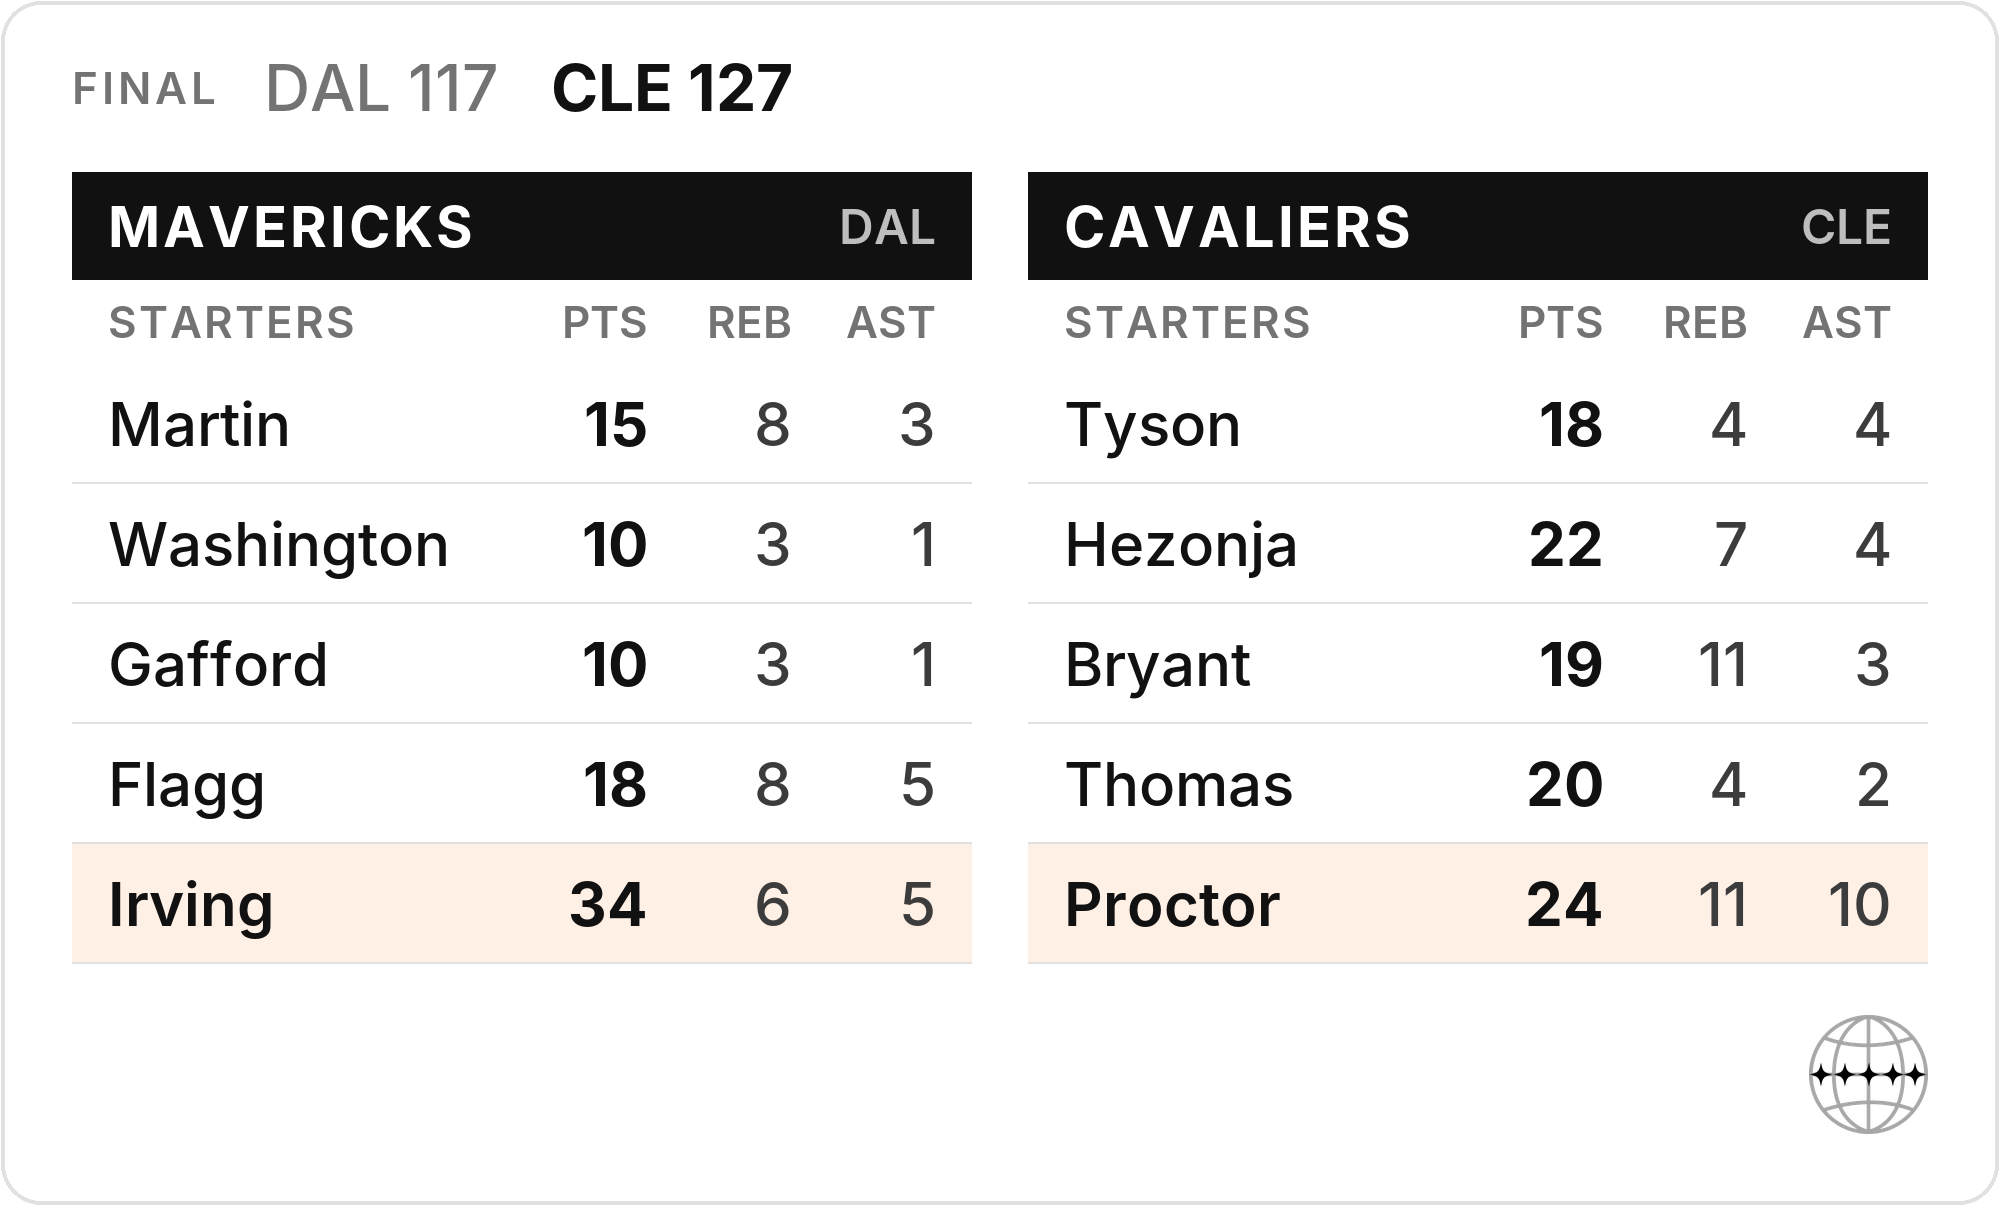 FINAL DAL 117 CLE 127
MAVERICKS DAL
STARTERS PTS REB AST
Martin 15 8 3
Washington 10 3 1
Gafford 10 3 1
Flagg 18 8 5
Irving 34 6 5
CAVALIERS CLE
STARTERS PTS REB AST
Tyson 18 4 4
Hezonja 22 7 4
Bryant 19 11 3
Thomas 20 4 2
Proctor 24 11 10